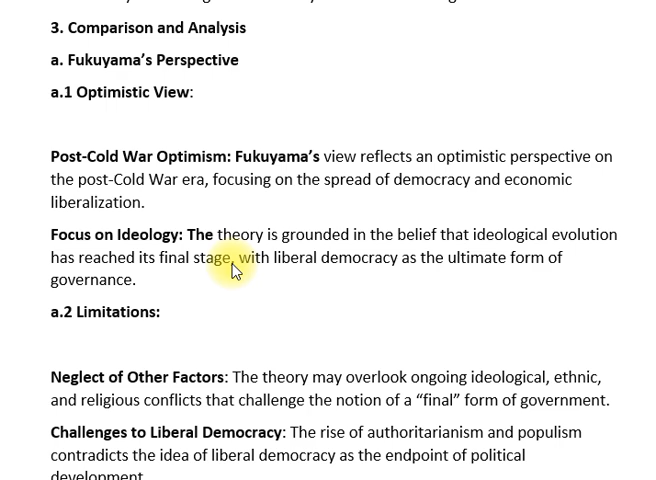 3. Comparison and Analysis
a. Fukuyama’s Perspective
a.1 Optimistic View:
Post-Cold War Optimism: Fukuyama’s view reflects an optimistic perspective on
the post-Cold War era, focusing on the spread of democracy and economic
liberalization.
Focus on Ideology: The theory is grounded in the belief that ideological evolution
has reached its final stage, with liberal democracy as the ultimate form of
governance.
a.2 Limitations:
Neglect of Other Factors: The theory may overlook ongoing ideological, ethnic,
and religious conflicts that challenge the notion of a “final” form of government.
Challenges to Liberal Democracy: The rise of authoritarianism and populism
contradicts the idea of liberal democracy as the endpoint of political
development.